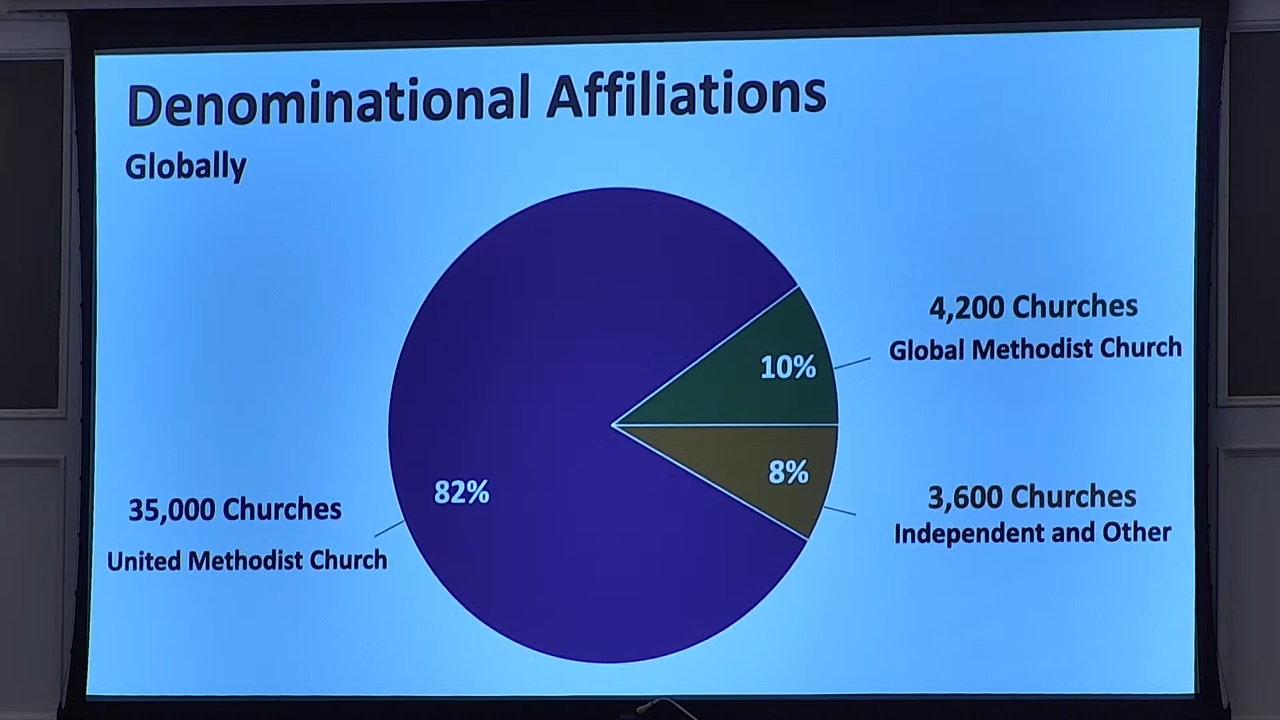 Denominational Affiliations
Globally
4,200 Churches
Global Methodist Church
10%
8%
3,600 Churches
Independent and Other
82%
35,000 Churches
United Methodist Church